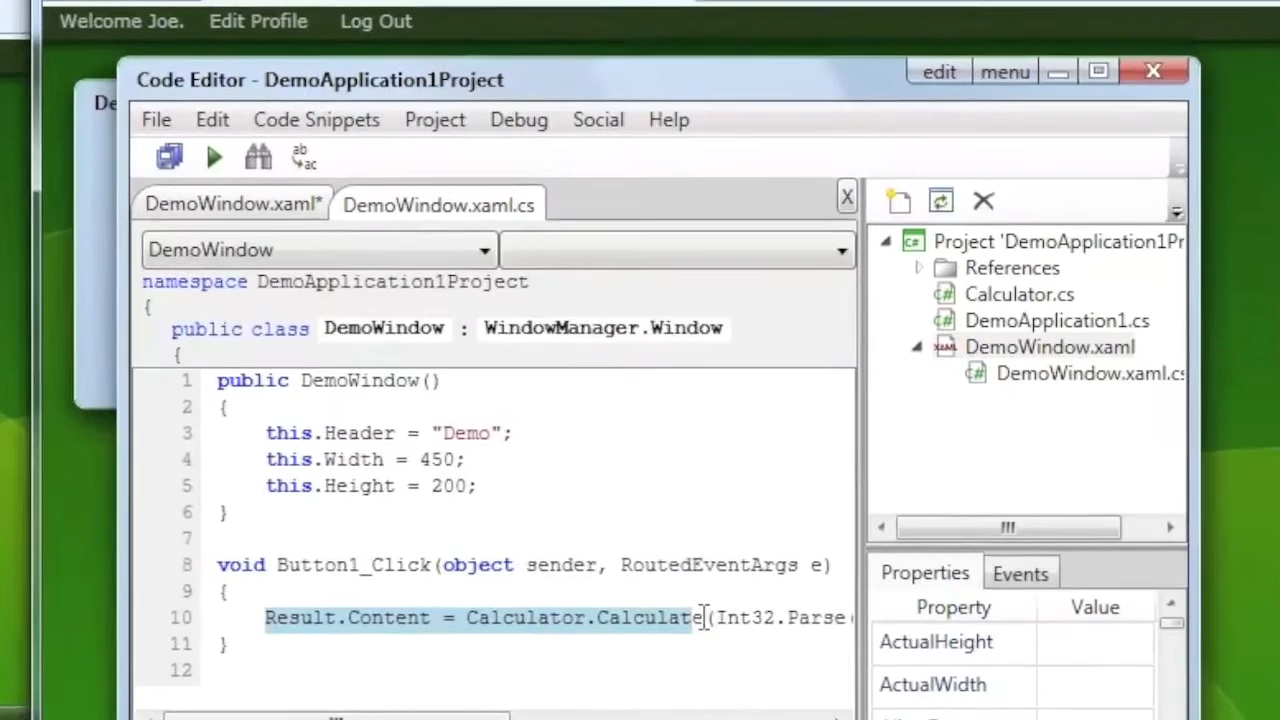 Welcome Joe. Edit Profile Log Out
Code Editor - DemoApplication1Project
edit menu
File Edit Code Snippets Project Debug Social Help
ab
ac
DemoWindow.xaml* DemoWindow.xaml.cs X
DemoWindow
namespace DemoApplication1Project
{
public class DemoWindow : WindowManager.Window
{
1 public DemoWindow()
2 {
3 this.Header = "Demo";
4 this.Width = 450;
5 this.Height = 200;
6 }
7
8 void Button1_Click(object sender, RoutedEventArgs e)
9 {
10 Result.Content = Calculator.Calculate(Int32.Parse(
11 }
12
Project 'DemoApplication1Pr
References
Calculator.cs
DemoApplication1.cs
DemoWindow.xaml
DemoWindow.xaml.cs
Properties Events
Property Value
ActualHeight
ActualWidth